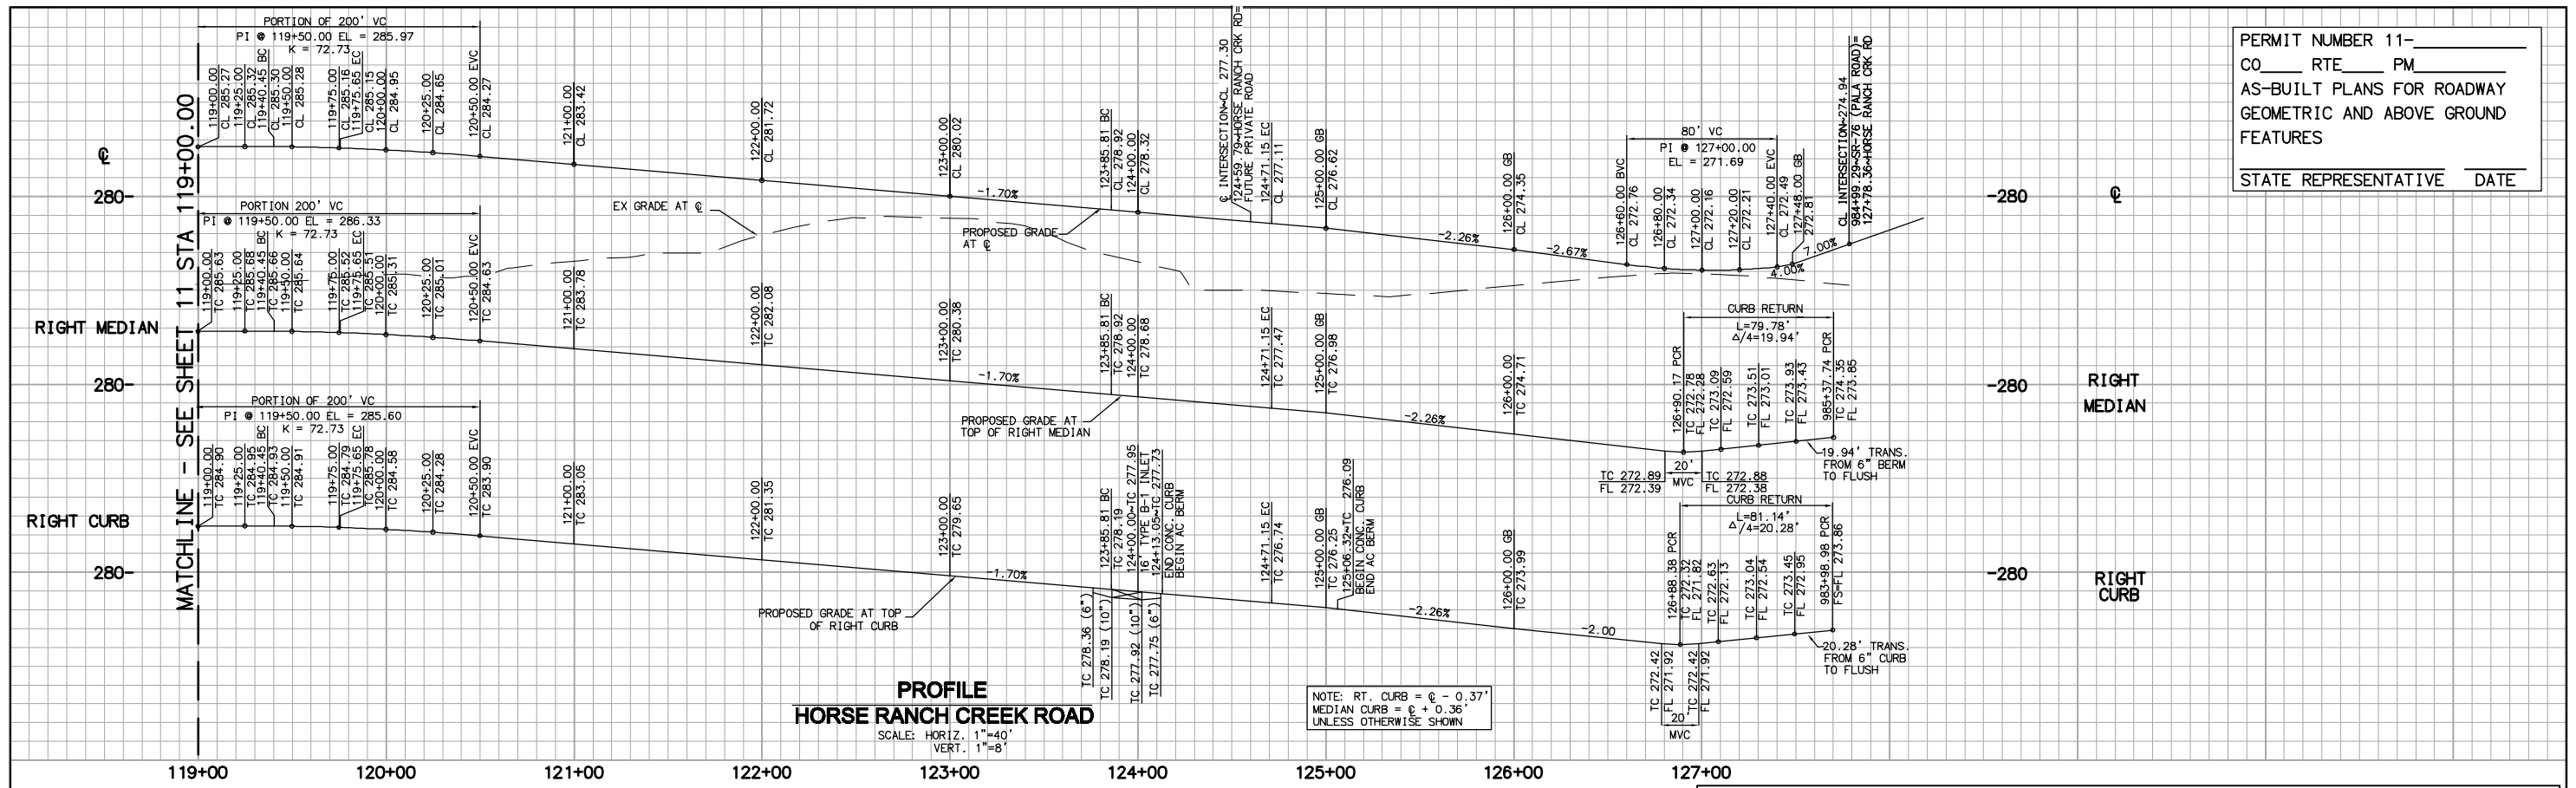 PORTION OF 200' VC
PI @ 119+50.00 EL = 285.97
K = 72.73
119+00.00
CL 285.27
119+25.00
CL 285.32
119+40.45 BC
CL 285.30
119+50.00
CL 285.28
119+75.00
CL 285.16
119+75.65 EC
CL 285.15
120+00.00
CL 284.95
120+25.00
CL 284.65
120+50.00 EVC
CL 284.27
121+00.00
CL 283.42
122+00.00
CL 281.72
123+00.00
CL 280.02
-1.70%
123+85.81 BC
CL 278.92
124+00.00
CL 278.32
℄ INTERSECTION~CL 277.30
124+59.79~HORSE RANCH CRK RD=
FUTURE PRIVATE ROAD
124+71.15 EC
CL 277.11
125+00.00 GB
CL 276.62
-2.26%
126+00.00 GB
CL 274.35
-2.67%
80' VC
PI @ 127+00.00
EL = 271.69
126+60.00 BVC
CL 272.76
126+80.00
CL 272.34
127+00.00
CL 272.16
127+20.00
CL 272.21
127+40.00 EVC
CL 272.49
127+48.00 GB
272.81
4.00%
7.00%
CL INTERSECTION~274.94
984+99.29~SR-76 (PALA ROAD)=
127+78.36~HORSE RANCH CRK RD
PERMIT NUMBER 11-
CO____ RTE____ PM
AS-BUILT PLANS FOR ROADWAY
GEOMETRIC AND ABOVE GROUND
FEATURES
STATE REPRESENTATIVE DATE
℄
280-
EX GRADE AT ℄
PROPOSED GRADE
AT ℄
-280
℄
MATCHLINE - SEE SHEET 11 STA 119+00.00
PORTION 200' VC
PI @ 119+50.00 EL = 286.33
K = 72.73
119+00.00
TC 285.63
119+25.00
TC 285.68
119+40.45 BC
TC 285.66
119+50.00
TC 285.64
119+75.00
TC 285.52
119+75.65 EC
TC 285.51
120+00.00
TC 285.31
120+25.00
TC 285.01
120+50.00 EVC
TC 284.63
121+00.00
TC 283.78
122+00.00
TC 282.08
123+00.00
TC 280.38
-1.70%
123+85.81 BC
TC 278.92
124+00.00
TC 278.68
124+71.15 EC
TC 277.47
125+00.00 GB
TC 276.98
-2.26%
126+00.00
TC 274.71
CURB RETURN
L=79.78'
Δ/4=19.94'
126+90.17 PCR
TC 272.78
FL 272.28
TC 273.09
FL 272.59
TC 273.51
FL 273.01
TC 273.93
FL 273.43
985+37.74 PCR
TC 274.35
FL 273.85
RIGHT MEDIAN
280-
PROPOSED GRADE AT
TOP OF RIGHT MEDIAN
-280
RIGHT
MEDIAN
19.94' TRANS.
FROM 6" BERM
TO FLUSH
TC 272.89
FL 272.39
20'
MVC
TC 272.88
FL 272.38
PORTION OF 200' VC
PI @ 119+50.00 EL = 285.60
K = 72.73
119+00.00
TC 284.90
119+25.00
TC 284.95
119+40.45 BC
TC 284.93
119+50.00
TC 284.91
119+75.00
TC 284.79
119+75.65 EC
TC 285.78
120+00.00
TC 284.58
120+25.00
TC 284.28
120+50.00 EVC
TC 283.90
121+00.00
TC 283.05
122+00.00
TC 281.35
123+00.00
TC 279.65
-1.70%
123+85.81 BC
TC 278.19
124+00.00~TC 277.95
16' TYPE B-1 INLET
124+13.05~TC 277.73
END CONC. CURB
BEGIN AC BERM
124+71.15 EC
TC 276.74
125+00.00 GB
TC 276.25
125+06.32~TC 276.09
BEGIN CONC. CURB
END AC BERM
-2.26%
126+00.00 GB
TC 273.99
-2.00
CURB RETURN
L=81.14'
Δ/4=20.28'
126+88.38 PCR
TC 272.32
FL 271.82
TC 272.63
FL 272.13
TC 273.04
FL 272.54
TC 273.45
FL 272.95
983+98.98 PCR
FS=FL 273.86
RIGHT CURB
280-
PROPOSED GRADE AT TOP
OF RIGHT CURB
-280
RIGHT
CURB
TC 278.36 (6")
TC 278.19 (10")
TC 277.92 (10")
TC 277.75 (6")
20.28' TRANS.
FROM 6" CURB
TO FLUSH
TC 272.42
FL 271.92
TC 272.42
FL 271.92
20'
MVC
PROFILE
HORSE RANCH CREEK ROAD
SCALE: HORIZ. 1"=40'
VERT. 1"=8'
NOTE: RT. CURB = ℄ - 0.37'
MEDIAN CURB = ℄ + 0.36'
UNLESS OTHERWISE SHOWN
119+00 120+00 121+00 122+00 123+00 124+00 125+00 126+00 127+00